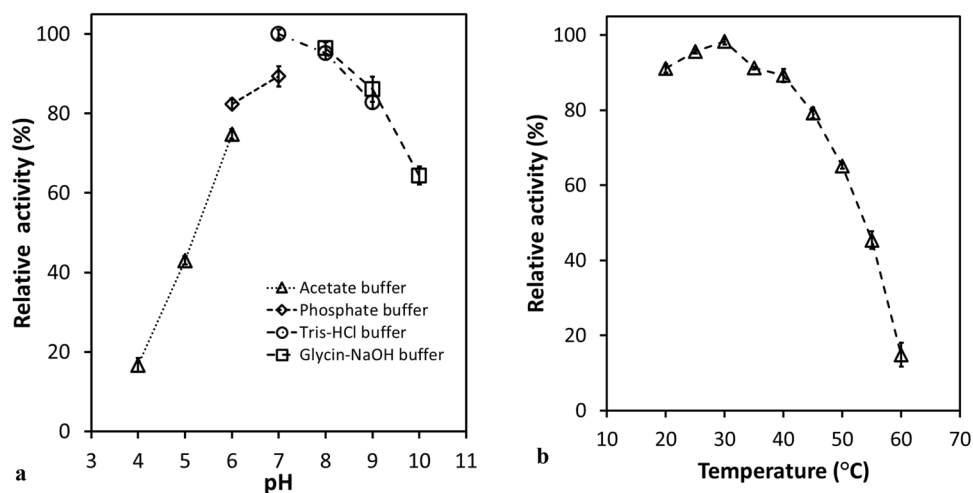 100
80
60
40
20
0
Relative activity (%)
Acetate buffer
Phosphate buffer
Tris-HCl buffer
Glycin-NaOH buffer
3 4 5 6 7 8 9 10 11
pH
a
100
80
60
40
20
0
Relative activity (%)
10 20 30 40 50 60 70
Temperature (°C)
b